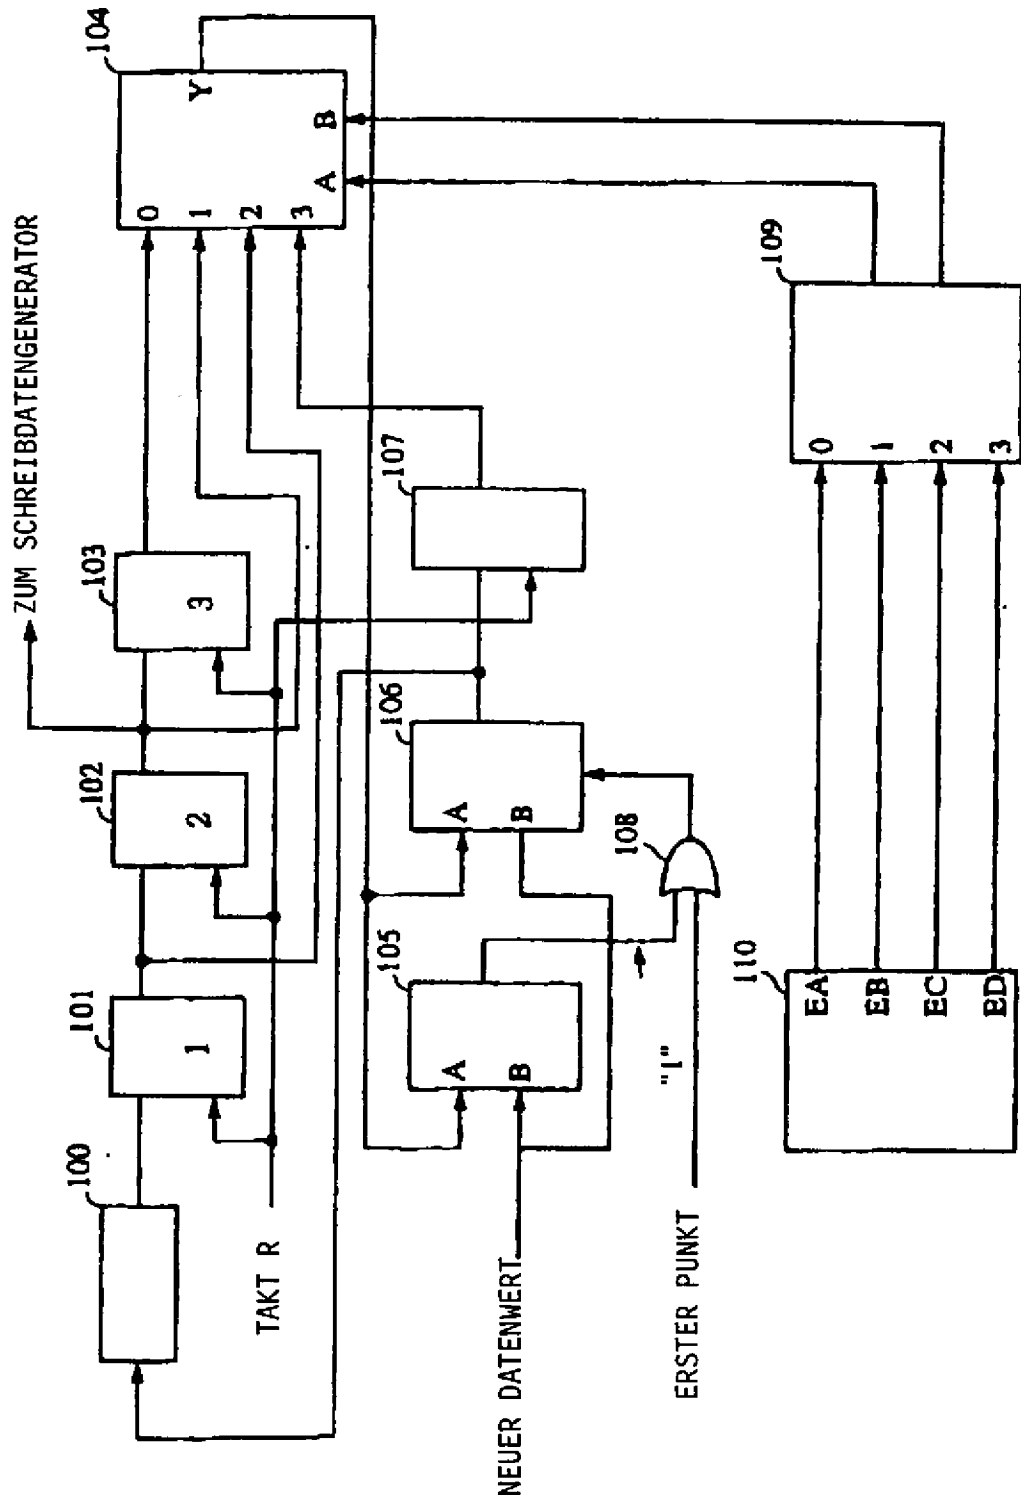 104
Y
B
A
0
1
2
3
ZUM SCHREIBDATENGENERATOR
103
3
102
2
101
1
100
TAKT R
107
106
A
B
108
105
A
B
"1"
NEUER DATENWERT
ERSTER PUNKT
109
0
1
2
3
110
EA
EB
EC
ED